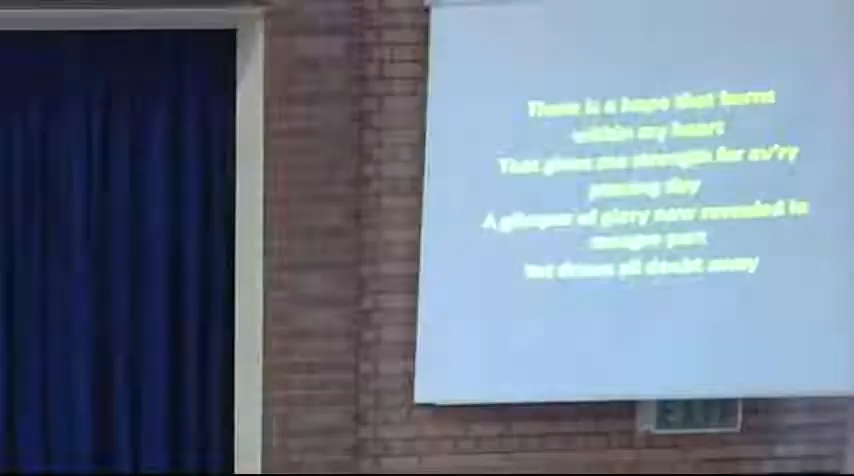 There is a hope that burns
within my heart
That gives me strength for ev'ry
passing day
A glimpse of glory now revealed in
meagre part
Yet drives all doubt away
EXIT